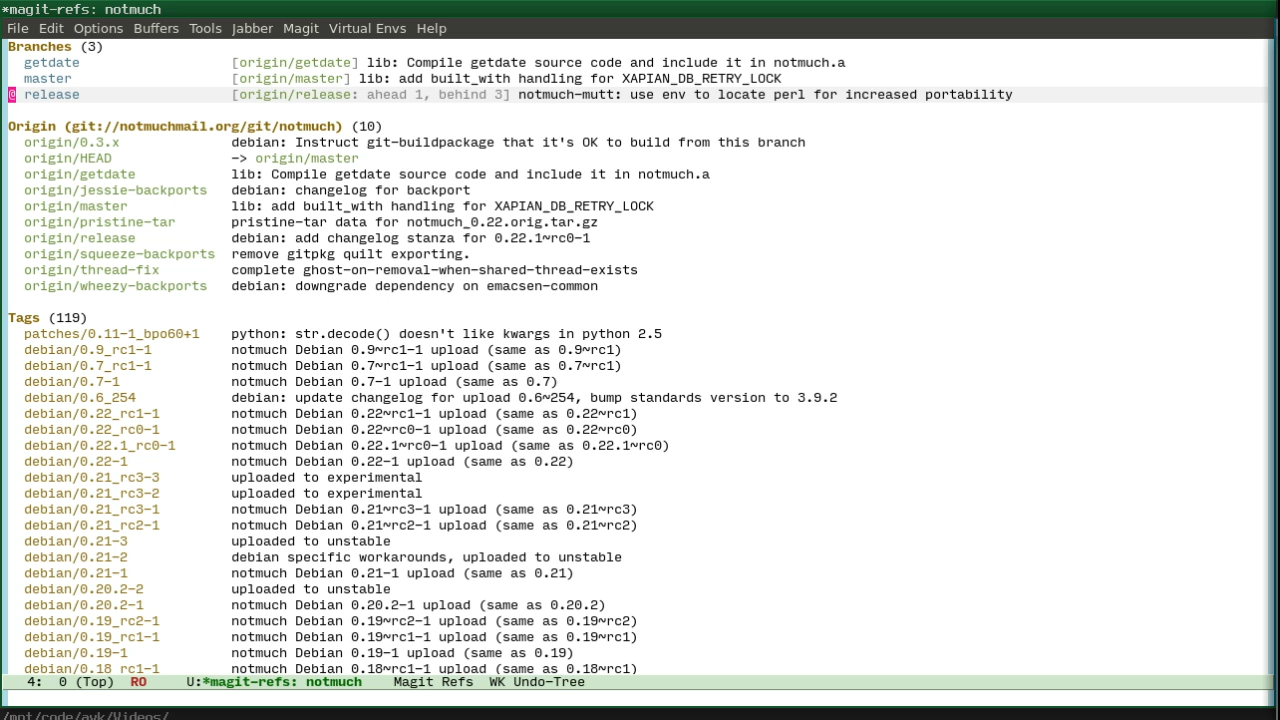 *magit-refs: notmuch
File Edit Options Buffers Tools Jabber Magit Virtual Envs Help
Branches (3)
getdate [origin/getdate] lib: Compile getdate source code and include it in notmuch.a
master [origin/master] lib: add built_with handling for XAPIAN_DB_RETRY_LOCK
@ release [origin/release: ahead 1, behind 3] notmuch-mutt: use env to locate perl for increased portability
Origin (git://notmuchmail.org/git/notmuch) (10)
origin/0.3.x debian: Instruct git-buildpackage that it's OK to build from this branch
origin/HEAD -> origin/master
origin/getdate lib: Compile getdate source code and include it in notmuch.a
origin/jessie-backports debian: changelog for backport
origin/master lib: add built_with handling for XAPIAN_DB_RETRY_LOCK
origin/pristine-tar pristine-tar data for notmuch_0.22.orig.tar.gz
origin/release debian: add changelog stanza for 0.22.1~rc0-1
origin/squeeze-backports remove gitpkg quilt exporting.
origin/thread-fix complete ghost-on-removal-when-shared-thread-exists
origin/wheezy-backports debian: downgrade dependency on emacsen-common
Tags (119)
patches/0.11-1_bpo60+1 python: str.decode() doesn't like kwargs in python 2.5
debian/0.9_rc1-1 notmuch Debian 0.9~rc1-1 upload (same as 0.9~rc1)
debian/0.7_rc1-1 notmuch Debian 0.7~rc1-1 upload (same as 0.7~rc1)
debian/0.7-1 notmuch Debian 0.7-1 upload (same as 0.7)
debian/0.6_254 debian: update changelog for upload 0.6~254, bump standards version to 3.9.2
debian/0.22_rc1-1 notmuch Debian 0.22~rc1-1 upload (same as 0.22~rc1)
debian/0.22_rc0-1 notmuch Debian 0.22~rc0-1 upload (same as 0.22~rc0)
debian/0.22.1_rc0-1 notmuch Debian 0.22.1~rc0-1 upload (same as 0.22.1~rc0)
debian/0.22-1 notmuch Debian 0.22-1 upload (same as 0.22)
debian/0.21_rc3-3 uploaded to experimental
debian/0.21_rc3-2 uploaded to experimental
debian/0.21_rc3-1 notmuch Debian 0.21~rc3-1 upload (same as 0.21~rc3)
debian/0.21_rc2-1 notmuch Debian 0.21~rc2-1 upload (same as 0.21~rc2)
debian/0.21-3 uploaded to unstable
debian/0.21-2 debian specific workarounds, uploaded to unstable
debian/0.21-1 notmuch Debian 0.21-1 upload (same as 0.21)
debian/0.20.2-2 uploaded to unstable
debian/0.20.2-1 notmuch Debian 0.20.2-1 upload (same as 0.20.2)
debian/0.19_rc2-1 notmuch Debian 0.19~rc2-1 upload (same as 0.19~rc2)
debian/0.19_rc1-1 notmuch Debian 0.19~rc1-1 upload (same as 0.19~rc1)
debian/0.19-1 notmuch Debian 0.19-1 upload (same as 0.19)
debian/0.18_rc1-1 notmuch Debian 0.18~rc1-1 upload (same as 0.18~rc1)
4: 0 (Top) RO U:*magit-refs: notmuch Magit Refs WK Undo-Tree